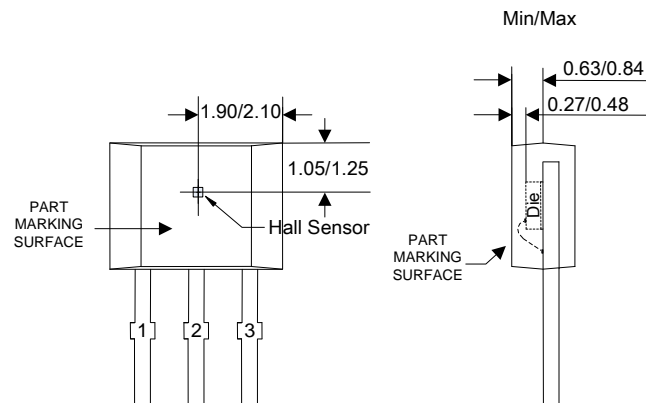 Min/Max
0.63/0.84
0.27/0.48
1.90/2.10
1.05/1.25
PART
MARKING
SURFACE
Hall Sensor
Die
PART
MARKING
SURFACE
1 2 3